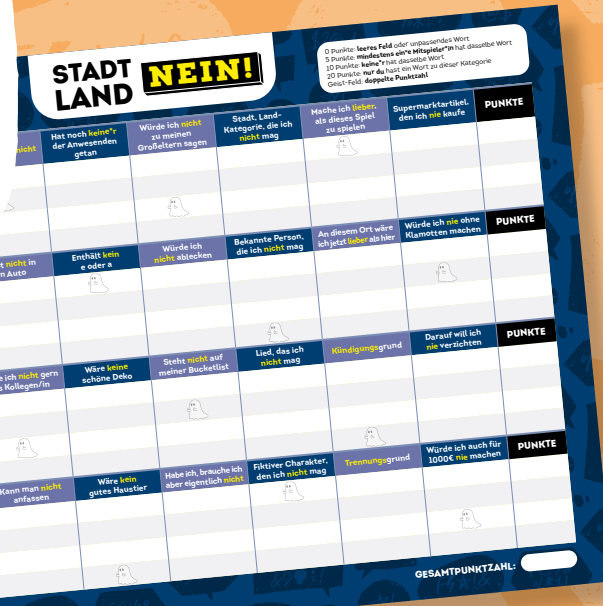 STADT
LAND
NEIN!
0 Punkte: leeres Feld oder unpassendes Wort
5 Punkte: mindestens ein*e Mitspieler*in hat dasselbe Wort
10 Punkte: keine*r hat dasselbe Wort
20 Punkte: nur du hast ein Wort zu dieser Kategorie
Geist-Feld: doppelte Punktzahl
nicht
Hat noch keine*r
der Anwesenden
getan
Würde ich nicht
zu meinen
Großeltern sagen
Stadt, Land-
Kategorie, die ich
nicht mag
Mache ich lieber,
als dieses Spiel
zu spielen
Supermarktartikel,
den ich nie kaufe
PUNKTE
nicht in
Auto
Enthält kein
e oder a
Würde ich
nicht ablecken
Bekannte Person,
die ich nicht mag
An diesem Ort wäre
ich jetzt lieber als hier
Würde ich nie ohne
Klamotten machen
PUNKTE
ich nicht gern
Kollegen/in
Wäre keine
schöne Deko
Steht nicht auf
meiner Bucketlist
Lied, das ich
nicht mag
Kündigungsgrund
Darauf will ich
nie verzichten
PUNKTE
Kann man nicht
anfassen
Wäre kein
gutes Haustier
Habe ich, brauche ich
aber eigentlich nicht
Fiktiver Charakter,
den ich nicht mag
Trennungsgrund
Würde ich auch für
1000€ nie machen
PUNKTE
GESAMTPUNKTZAHL: